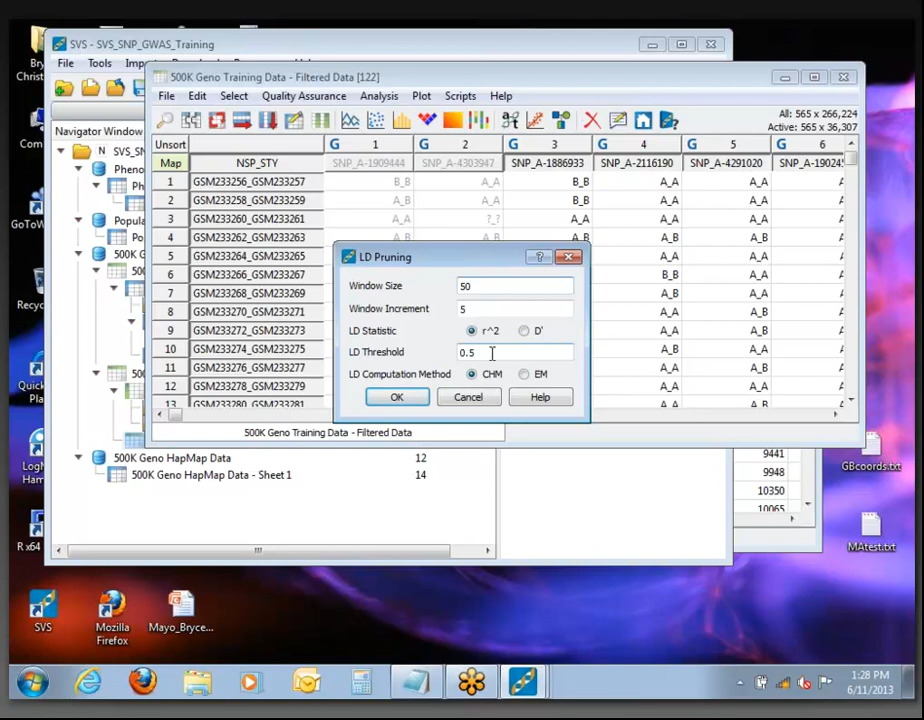 SVS - SVS_SNP_GWAS_Training
File Tools
500K Geno Training Data - Filtered Data [122]
File Edit Select Quality Assurance Analysis Plot Scripts Help
All: 565 x 266,224
Active: 565 x 36,307
Navigator Window
Unsort G 1 G 2 G 3 G 4 G 5 G 6
Map NSP_STY SNP_A-1909444 SNP_A-4303947 SNP_A-1886933 SNP_A-2116190 SNP_A-4291020
1 GSM233256_GSM233257 B_B A_A B_B A_A A_A
2 GSM233258_GSM233259 A_B A_A B_B A_A A_A
3 GSM233260_GSM233261 A_A ?_? A_A A_A A_A
4 GSM233262_GSM233263 A_B A_B
5 GSM233264_GSM233265 A_A A_A
6 GSM233266_GSM233267 B_B A_B
7 GSM233268_GSM233269 A_A A_B
8 GSM233270_GSM233271 A_A A_A
9 GSM233272_GSM233273 A_B A_A
10 GSM233274_GSM233275 A_A A_B
11 GSM233276_GSM233277 A_A A_B
12 GSM233278_GSM233279 A_A A_A
13 GSM233280_GSM233281 A_A A_B
500K Geno Training Data - Filtered Data
LD Pruning
Window Size 50
Window Increment 5
LD Statistic r^2 D'
LD Threshold 0.5
LD Computation Method CHM EM
OK Cancel Help
500K Geno HapMap Data 12
500K Geno HapMap Data - Sheet 1 14
9441
9948
10350
10065
GBcoords.txt
MAtest.txt
R x64
SVS
Mozilla
Firefox
Mayo_Bryce...
1:28 PM
6/11/2013